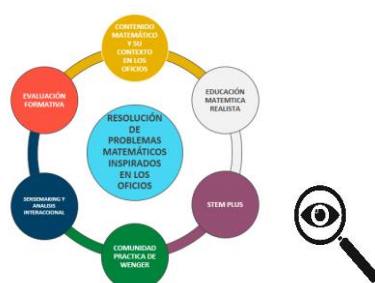 CONTENIDO
MATEMÁTICO
Y SU
CONTEXTO
EN LOS
OFICIOS
EDUCACIÓN
MATEMTICA
REALISTA
STEM PLUS
COMUNIDAD
PRACTICA DE
WENGER
SENSEMAKING Y
ANALISIS
INTERACCIONAL
EVALUACIÓN
FORMATIVA
RESOLUCIÓN
DE
PROBLEMAS
MATEMÁTICOS
INSPIRADOS
EN LOS
OFICIOS